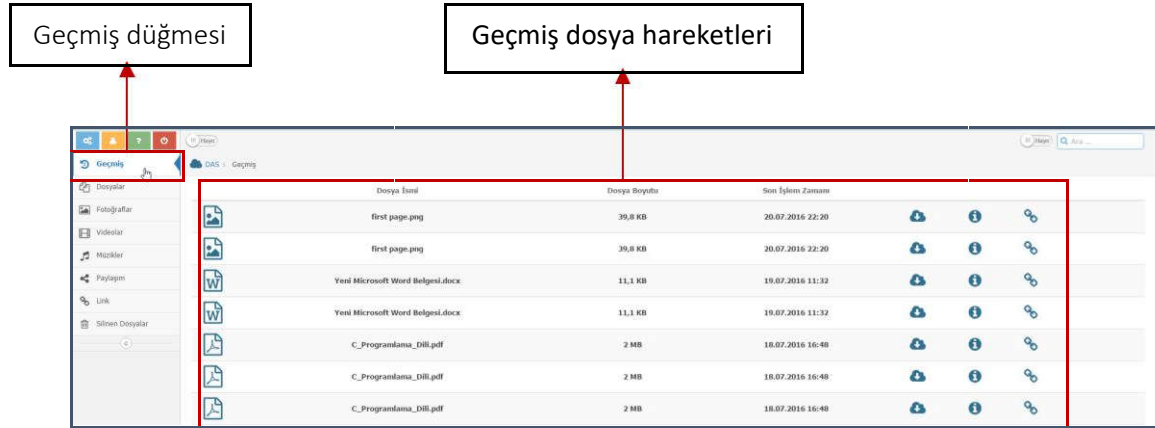 Geçmiş düğmesi
Geçmiş dosya hareketleri
? Hayır Hayır Ara ...
Geçmiş
DAS Geçmiş
Dosyalar
Fotoğraflar
Videolar
Müzikler
Paylaşım
Link
Silinen Dosyalar
Dosya İsmi Dosya Boyutu Son İşlem Zamanı
first page.png 39,8 KB 20.07.2016 22:20
first page.png 39,8 KB 20.07.2016 22:20
Yeni Microsoft Word Belgesi.docx 11,1 KB 19.07.2016 11:32
Yeni Microsoft Word Belgesi.docx 11,1 KB 19.07.2016 11:32
C_Programlama_Dili.pdf 2 MB 18.07.2016 16:48
C_Programlama_Dili.pdf 2 MB 18.07.2016 16:48
C_Programlama_Dili.pdf 2 MB 18.07.2016 16:48